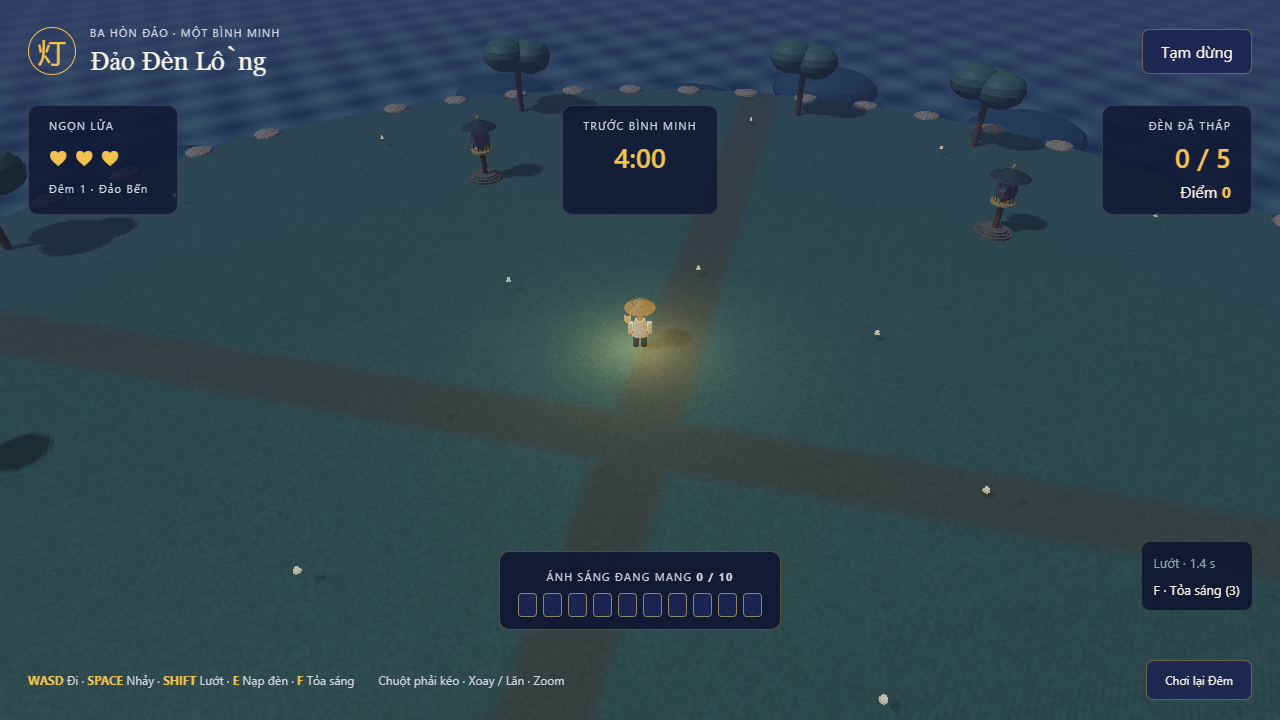 灯
BA HÒN ĐẢO · MỘT BÌNH MINH
Đảo Đèn Lồng
Tạm dừng
NGỌN LỬA
Đêm 1 · Đảo Bến
TRƯỚC BÌNH MINH
4:00
ĐÈN ĐÃ THẮP
0 / 5
Điểm 0
Lướt · 1.4 s
F · Tỏa sáng (3)
ÁNH SÁNG ĐANG MANG 0 / 10
WASD Đi · SPACE Nhảy · SHIFT Lướt · E Nạp đèn · F Tỏa sáng
Chuột phải kéo · Xoay / Lăn · Zoom
Chơi lại Đêm